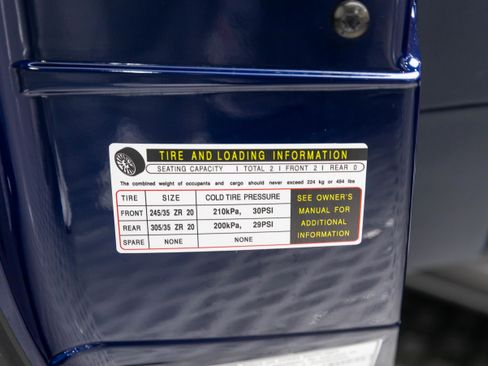 TIRE AND LOADING INFORMATION
SEATING CAPACITY | TOTAL 2 | FRONT 2 | REAR 0
The combined weight of occupants and cargo should never exceed 224 kg or 494 lbs
TIRE SIZE COLD TIRE PRESSURE
FRONT 245/35 ZR 20 210kPa, 30PSI
REAR 305/35 ZR 20 200kPa, 29PSI
SPARE NONE NONE
SEE OWNER'S
MANUAL FOR
ADDITIONAL
INFORMATION